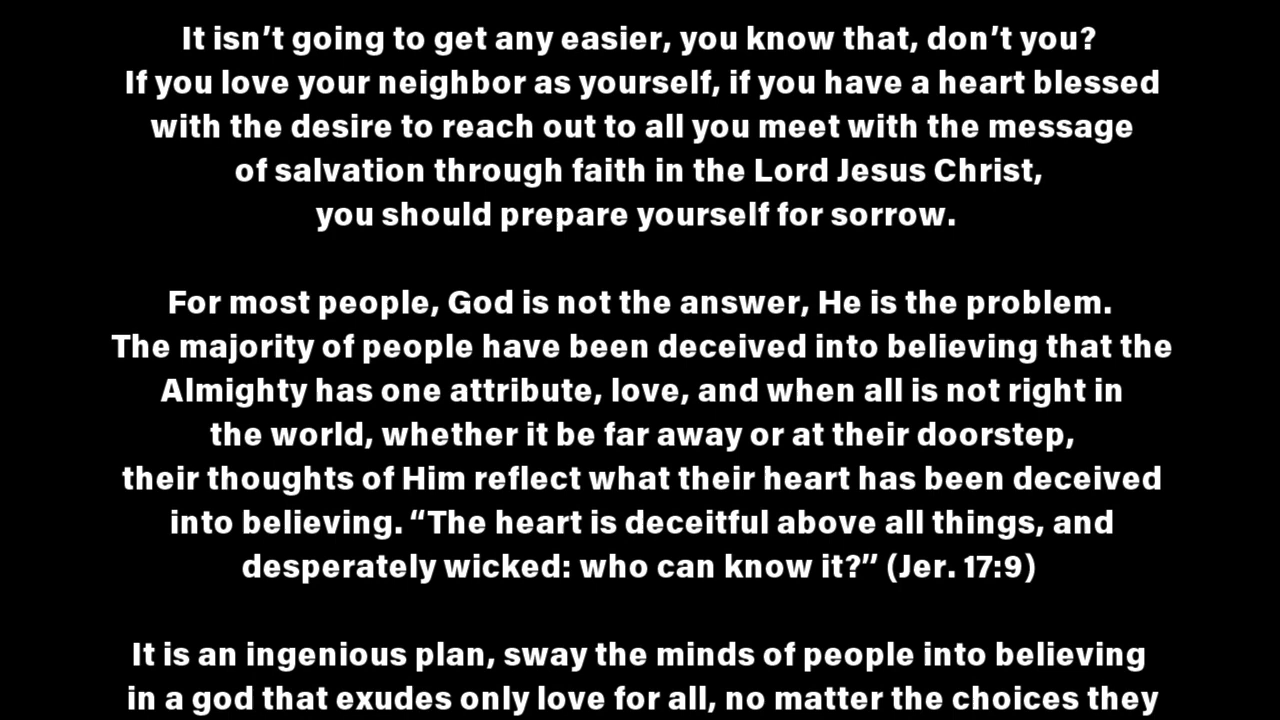 It isn’t going to get any easier, you know that, don’t you?
If you love your neighbor as yourself, if you have a heart blessed
with the desire to reach out to all you meet with the message
of salvation through faith in the Lord Jesus Christ,
you should prepare yourself for sorrow.
For most people, God is not the answer, He is the problem.
The majority of people have been deceived into believing that the
Almighty has one attribute, love, and when all is not right in
the world, whether it be far away or at their doorstep,
their thoughts of Him reflect what their heart has been deceived
into believing. “The heart is deceitful above all things, and
desperately wicked: who can know it?” (Jer. 17:9)
It is an ingenious plan, sway the minds of people into believing
in a god that exudes only love for all, no matter the choices they